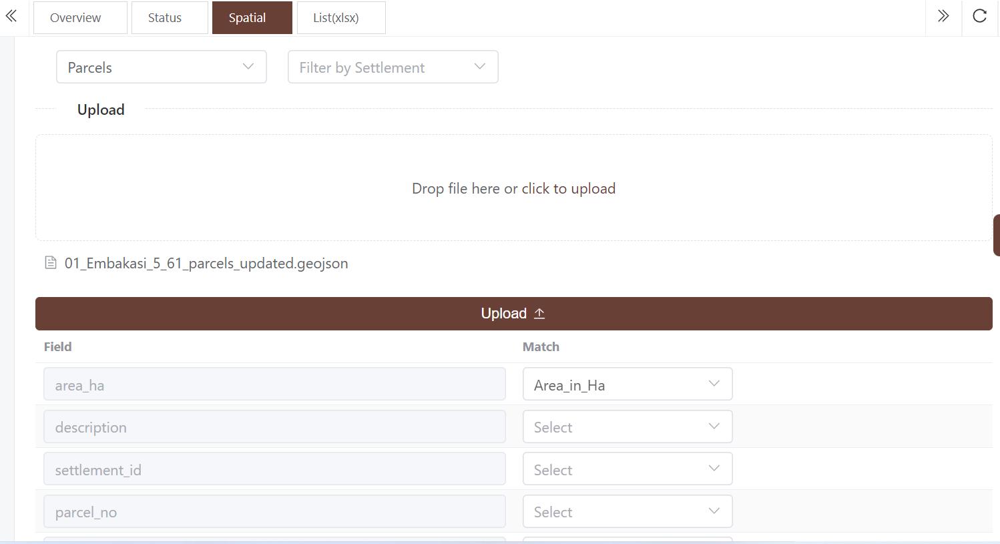 Overview Status Spatial List(xlsx)
Parcels Filter by Settlement
Upload
Drop file here or click to upload
01_Embakasi_5_61_parcels_updated.geojson
Upload
Field Match
area_ha Area_in_Ha
description Select
settlement_id Select
parcel_no Select